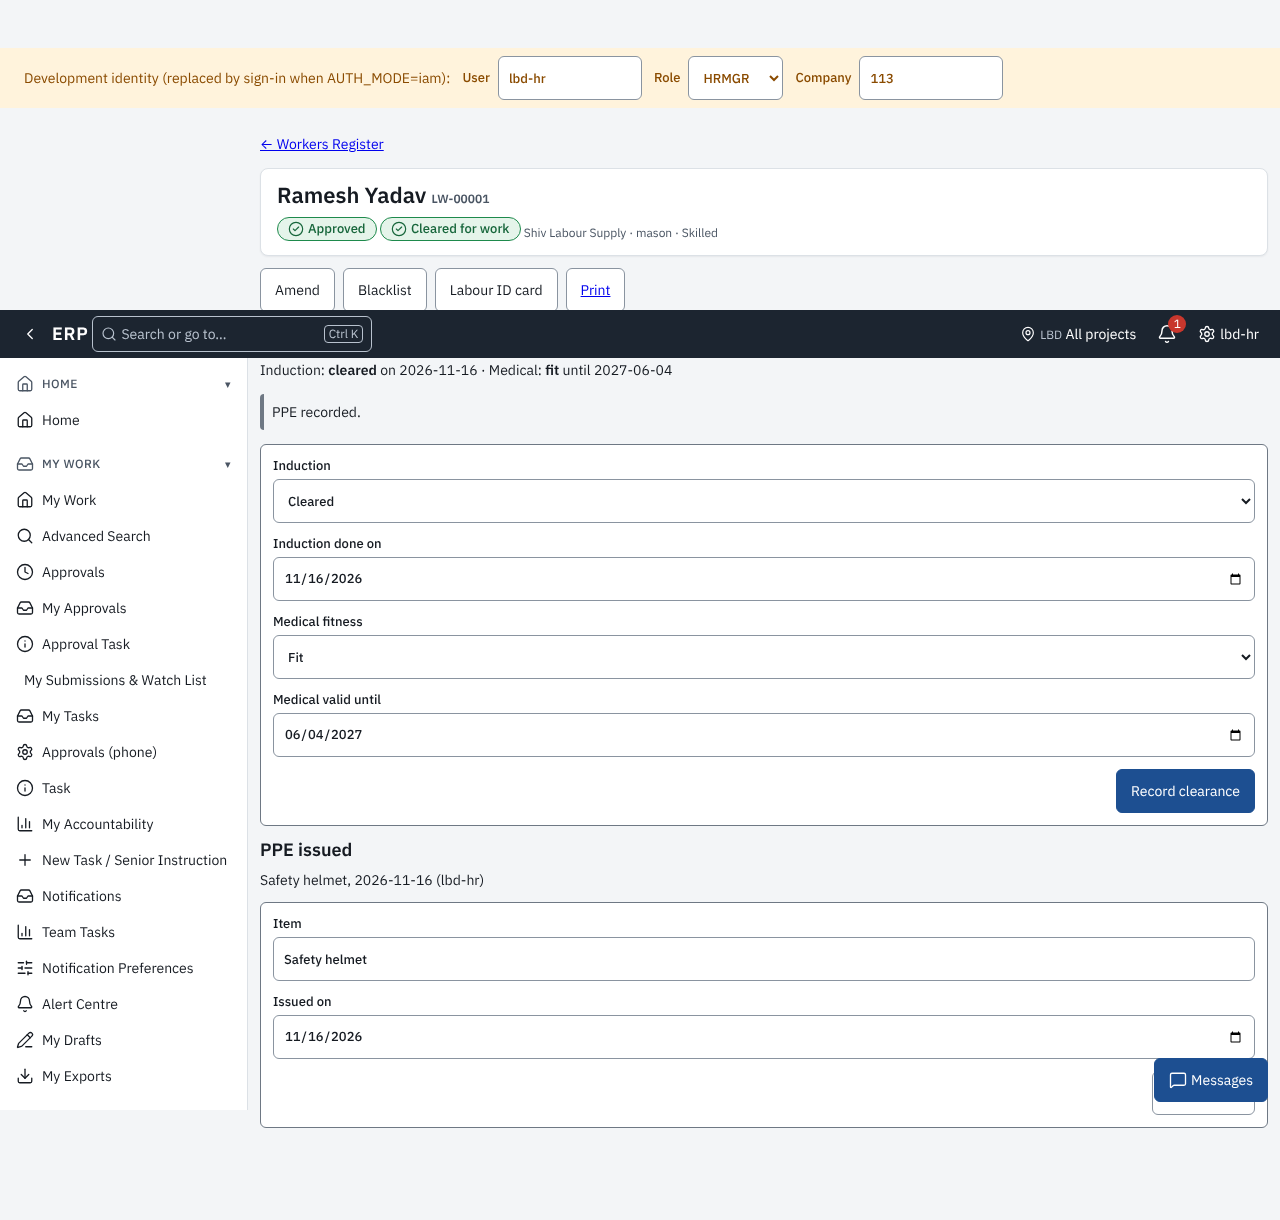 Development identity (replaced by sign-in when AUTH_MODE=iam): User lbd-hr Role HRMGR Company 113
← Workers Register
Ramesh Yadav LW-00001
Approved Cleared for work Shiv Labour Supply · mason · Skilled
Amend Blacklist Labour ID card Print
ERP Search or go to... Ctrl K LBD All projects 1 lbd-hr
HOME
Home
MY WORK
My Work
Advanced Search
Approvals
My Approvals
Approval Task
My Submissions & Watch List
My Tasks
Approvals (phone)
Task
My Accountability
New Task / Senior Instruction
Notifications
Team Tasks
Notification Preferences
Alert Centre
My Drafts
My Exports
Induction: cleared on 2026-11-16 · Medical: fit until 2027-06-04
PPE recorded.
Induction
Cleared
Induction done on
11/16/2026
Medical fitness
Fit
Medical valid until
06/04/2027
Record clearance
PPE issued
Safety helmet, 2026-11-16 (lbd-hr)
Item
Safety helmet
Issued on
11/16/2026
Messages